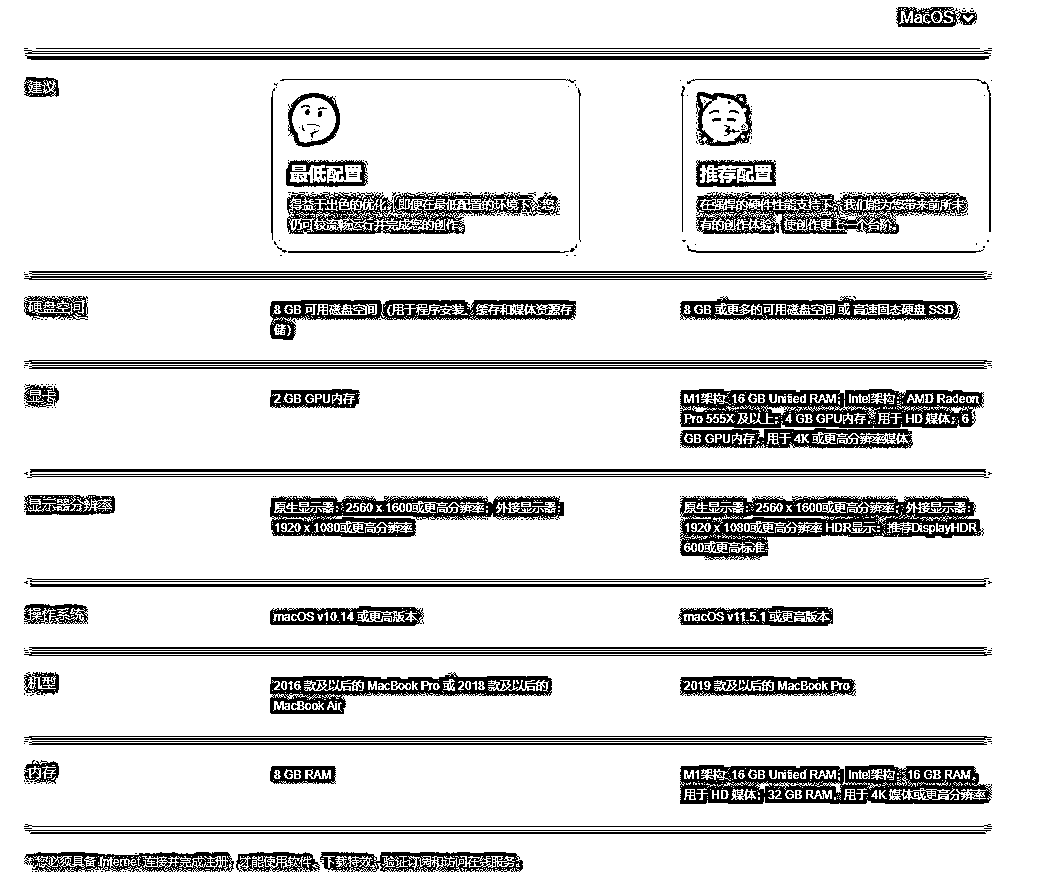 MacOS
建议
最低配置
得益于出色的优化,即便在最低配置的环境下,您
仍可较流畅运行并完成您的创作。
推荐配置
在强悍的硬件性能支持下,我们能为您带来前所未
有的创作体验,使创作更上一个台阶。
硬盘空间
8 GB 可用磁盘空间 (用于程序安装、缓存和媒体资源存
储)
8 GB 或更多的可用磁盘空间 或 高速固态硬盘 SSD
显卡
2 GB GPU内存
M1架构:16 GB Unified RAM;Intel架构:AMD Radeon
Pro 555X 及以上;4 GB GPU内存,用于 HD 媒体;6
GB GPU内存,用于 4K 或更高分辨率媒体
显示器分辨率
原生显示器:2560 x 1600或更高分辨率;外接显示器:
1920 x 1080或更高分辨率
原生显示器:2560 x 1600或更高分辨率;外接显示器:
1920 x 1080或更高分辨率 HDR显示:推荐DisplayHDR
600或更高标准
操作系统
macOS v10.14 或更高版本
macOS v11.5.1 或更高版本
机型
2016 款及以后的 MacBook Pro 或 2018 款及以后的
MacBook Air
2019 款及以后的 MacBook Pro
内存
8 GB RAM
M1架构:16 GB Unified RAM;Intel架构:16 GB RAM,
用于 HD 媒体;32 GB RAM,用于 4K 媒体或更高分辨率
*您必须具备 Internet 连接并完成注册,才能使用软件、下载特效、验证订阅和访问在线服务。